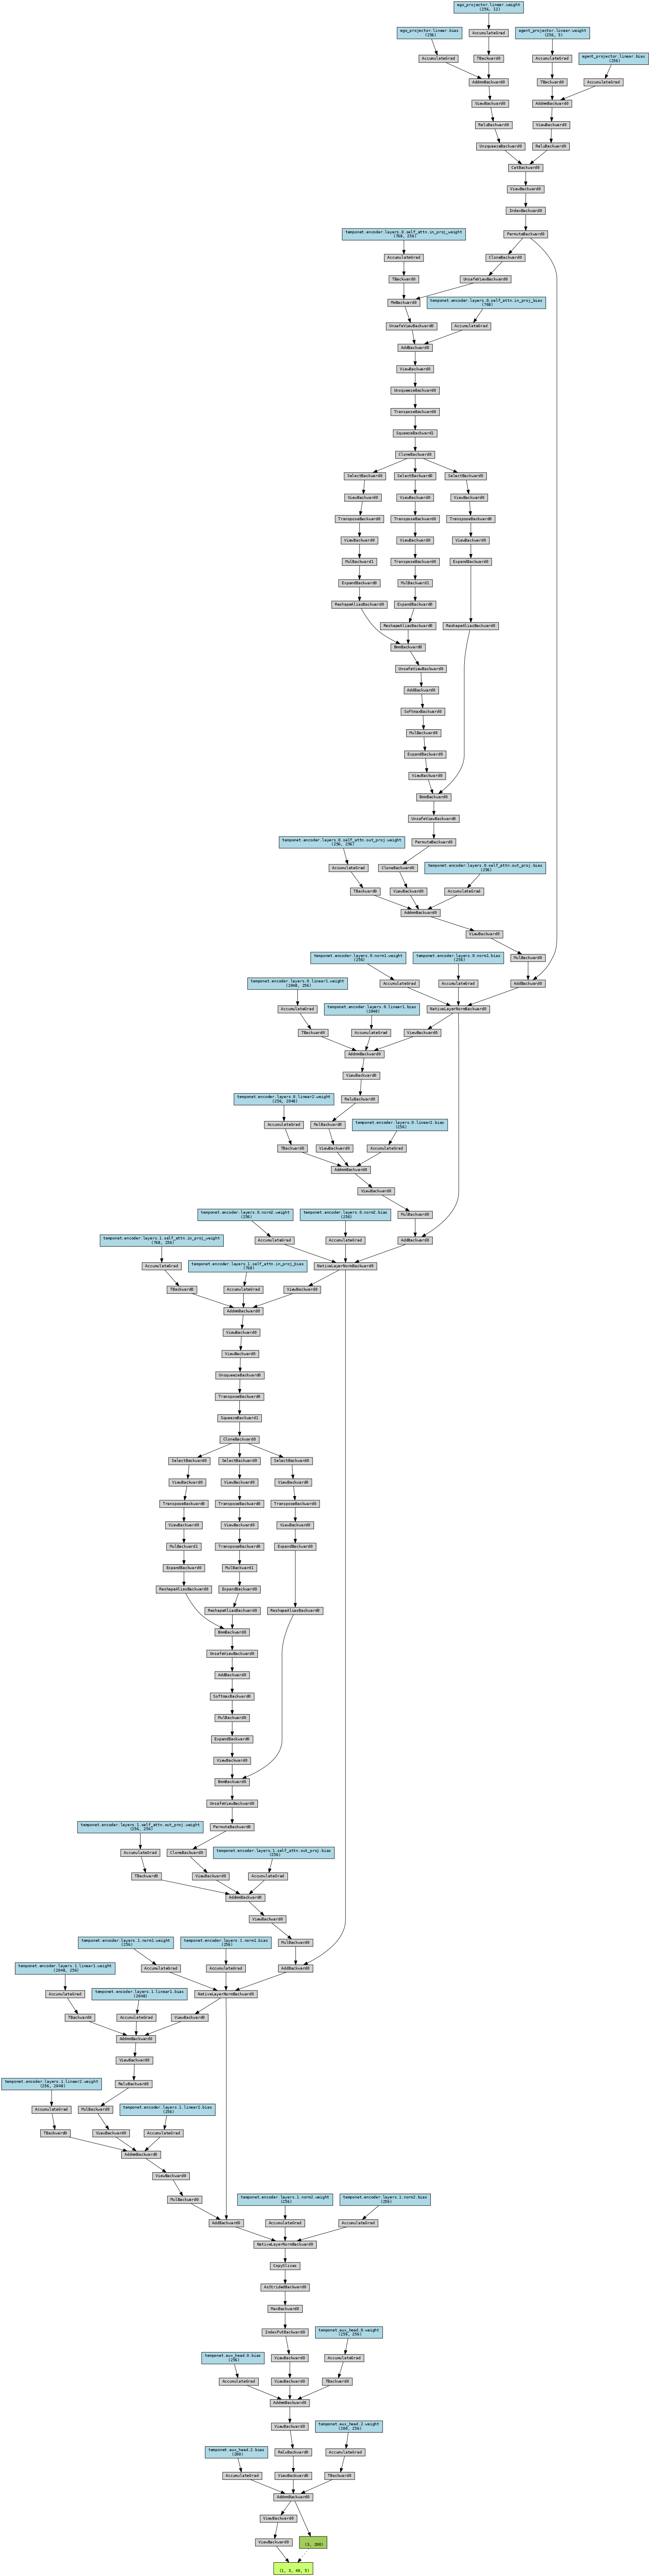 ego_projector.linear.weight
(256, 12)
ego_projector.linear.bias
(256)
AccumulateGrad
agent_projector.linear.weight
(256, 5)
AccumulateGrad
TBackward0
AccumulateGrad
agent_projector.linear.bias
(256)
AddmmBackward0
TBackward0
AccumulateGrad
ViewBackward0
AddmmBackward0
ReluBackward0
ViewBackward0
UnsqueezeBackward0
ReluBackward0
CatBackward0
ViewBackward0
IndexBackward0
PermuteBackward0
temponet.encoder.layers.0.self_attn.in_proj_weight
(768, 256)
AccumulateGrad
CloneBackward0
TBackward0
UnsafeViewBackward0
MmBackward0
temponet.encoder.layers.0.self_attn.in_proj_bias
(768)
UnsafeViewBackward0
AccumulateGrad
AddBackward0
ViewBackward0
UnsqueezeBackward0
TransposeBackward0
SqueezeBackward1
CloneBackward0
SelectBackward0
SelectBackward0
SelectBackward0
ViewBackward0
ViewBackward0
ViewBackward0
TransposeBackward0
TransposeBackward0
TransposeBackward0
ViewBackward0
ViewBackward0
ViewBackward0
MulBackward1
TransposeBackward0
ExpandBackward0
ExpandBackward0
MulBackward1
ReshapeAliasBackward0
ExpandBackward0
ReshapeAliasBackward0
ReshapeAliasBackward0
BmmBackward0
UnsafeViewBackward0
AddBackward0
SoftmaxBackward0
MulBackward0
ExpandBackward0
ViewBackward0
BmmBackward0
UnsafeViewBackward0
temponet.encoder.layers.0.self_attn.out_proj.weight
(256, 256)
PermuteBackward0
AccumulateGrad
CloneBackward0
temponet.encoder.layers.0.self_attn.out_proj.bias
(256)
TBackward0
ViewBackward0
AccumulateGrad
AddmmBackward0
ViewBackward0
temponet.encoder.layers.0.norm1.weight
(256)
temponet.encoder.layers.0.norm1.bias
(256)
MulBackward0
temponet.encoder.layers.0.linear1.weight
(2048, 256)
AccumulateGrad
AccumulateGrad
AddBackward0
AccumulateGrad
temponet.encoder.layers.0.linear1.bias
(2048)
NativeLayerNormBackward0
TBackward0
AccumulateGrad
ViewBackward0
AddmmBackward0
ViewBackward0
temponet.encoder.layers.0.linear2.weight
(256, 2048)
ReluBackward0
AccumulateGrad
MulBackward0
temponet.encoder.layers.0.linear2.bias
(256)
TBackward0
ViewBackward0
AccumulateGrad
AddmmBackward0
ViewBackward0
temponet.encoder.layers.0.norm2.weight
(256)
temponet.encoder.layers.0.norm2.bias
(256)
MulBackward0
temponet.encoder.layers.1.self_attn.in_proj_weight
(768, 256)
AccumulateGrad
AccumulateGrad
AddBackward0
AccumulateGrad
temponet.encoder.layers.1.self_attn.in_proj_bias
(768)
NativeLayerNormBackward0
TBackward0
AccumulateGrad
ViewBackward0
AddmmBackward0
ViewBackward0
ViewBackward0
UnsqueezeBackward0
TransposeBackward0
SqueezeBackward1
CloneBackward0
SelectBackward0
SelectBackward0
SelectBackward0
ViewBackward0
ViewBackward0
ViewBackward0
TransposeBackward0
TransposeBackward0
TransposeBackward0
ViewBackward0
ViewBackward0
ViewBackward0
MulBackward1
TransposeBackward0
ExpandBackward0
ExpandBackward0
MulBackward1
ReshapeAliasBackward0
ExpandBackward0
ReshapeAliasBackward0
ReshapeAliasBackward0
BmmBackward0
UnsafeViewBackward0
AddBackward0
SoftmaxBackward0
MulBackward0
ExpandBackward0
ViewBackward0
BmmBackward0
UnsafeViewBackward0
temponet.encoder.layers.1.self_attn.out_proj.weight
(256, 256)
PermuteBackward0
AccumulateGrad
CloneBackward0
temponet.encoder.layers.1.self_attn.out_proj.bias
(256)
TBackward0
ViewBackward0
AccumulateGrad
AddmmBackward0
ViewBackward0
temponet.encoder.layers.1.norm1.weight
(256)
temponet.encoder.layers.1.norm1.bias
(256)
MulBackward0
temponet.encoder.layers.1.linear1.weight
(2048, 256)
AccumulateGrad
AccumulateGrad
AddBackward0
AccumulateGrad
temponet.encoder.layers.1.linear1.bias
(2048)
NativeLayerNormBackward0
TBackward0
AccumulateGrad
ViewBackward0
AddmmBackward0
ViewBackward0
temponet.encoder.layers.1.linear2.weight
(256, 2048)
ReluBackward0
AccumulateGrad
MulBackward0
temponet.encoder.layers.1.linear2.bias
(256)
TBackward0
ViewBackward0
AccumulateGrad
AddmmBackward0
ViewBackward0
MulBackward0
temponet.encoder.layers.1.norm2.weight
(256)
temponet.encoder.layers.1.norm2.bias
(256)
AddBackward0
AccumulateGrad
AccumulateGrad
NativeLayerNormBackward0
CopySlices
AsStridedBackward0
MaxBackward0
IndexPutBackward0
temponet.aux_head.0.weight
(256, 256)
temponet.aux_head.0.bias
(256)
ViewBackward0
AccumulateGrad
AccumulateGrad
ViewBackward0
TBackward0
AddmmBackward0
ViewBackward0
temponet.aux_head.2.weight
(200, 256)
temponet.aux_head.2.bias
(200)
ReluBackward0
AccumulateGrad
AccumulateGrad
ViewBackward0
TBackward0
AddmmBackward0
ViewBackward0
ViewBackward0
(3, 200)
(1, 3, 40, 5)